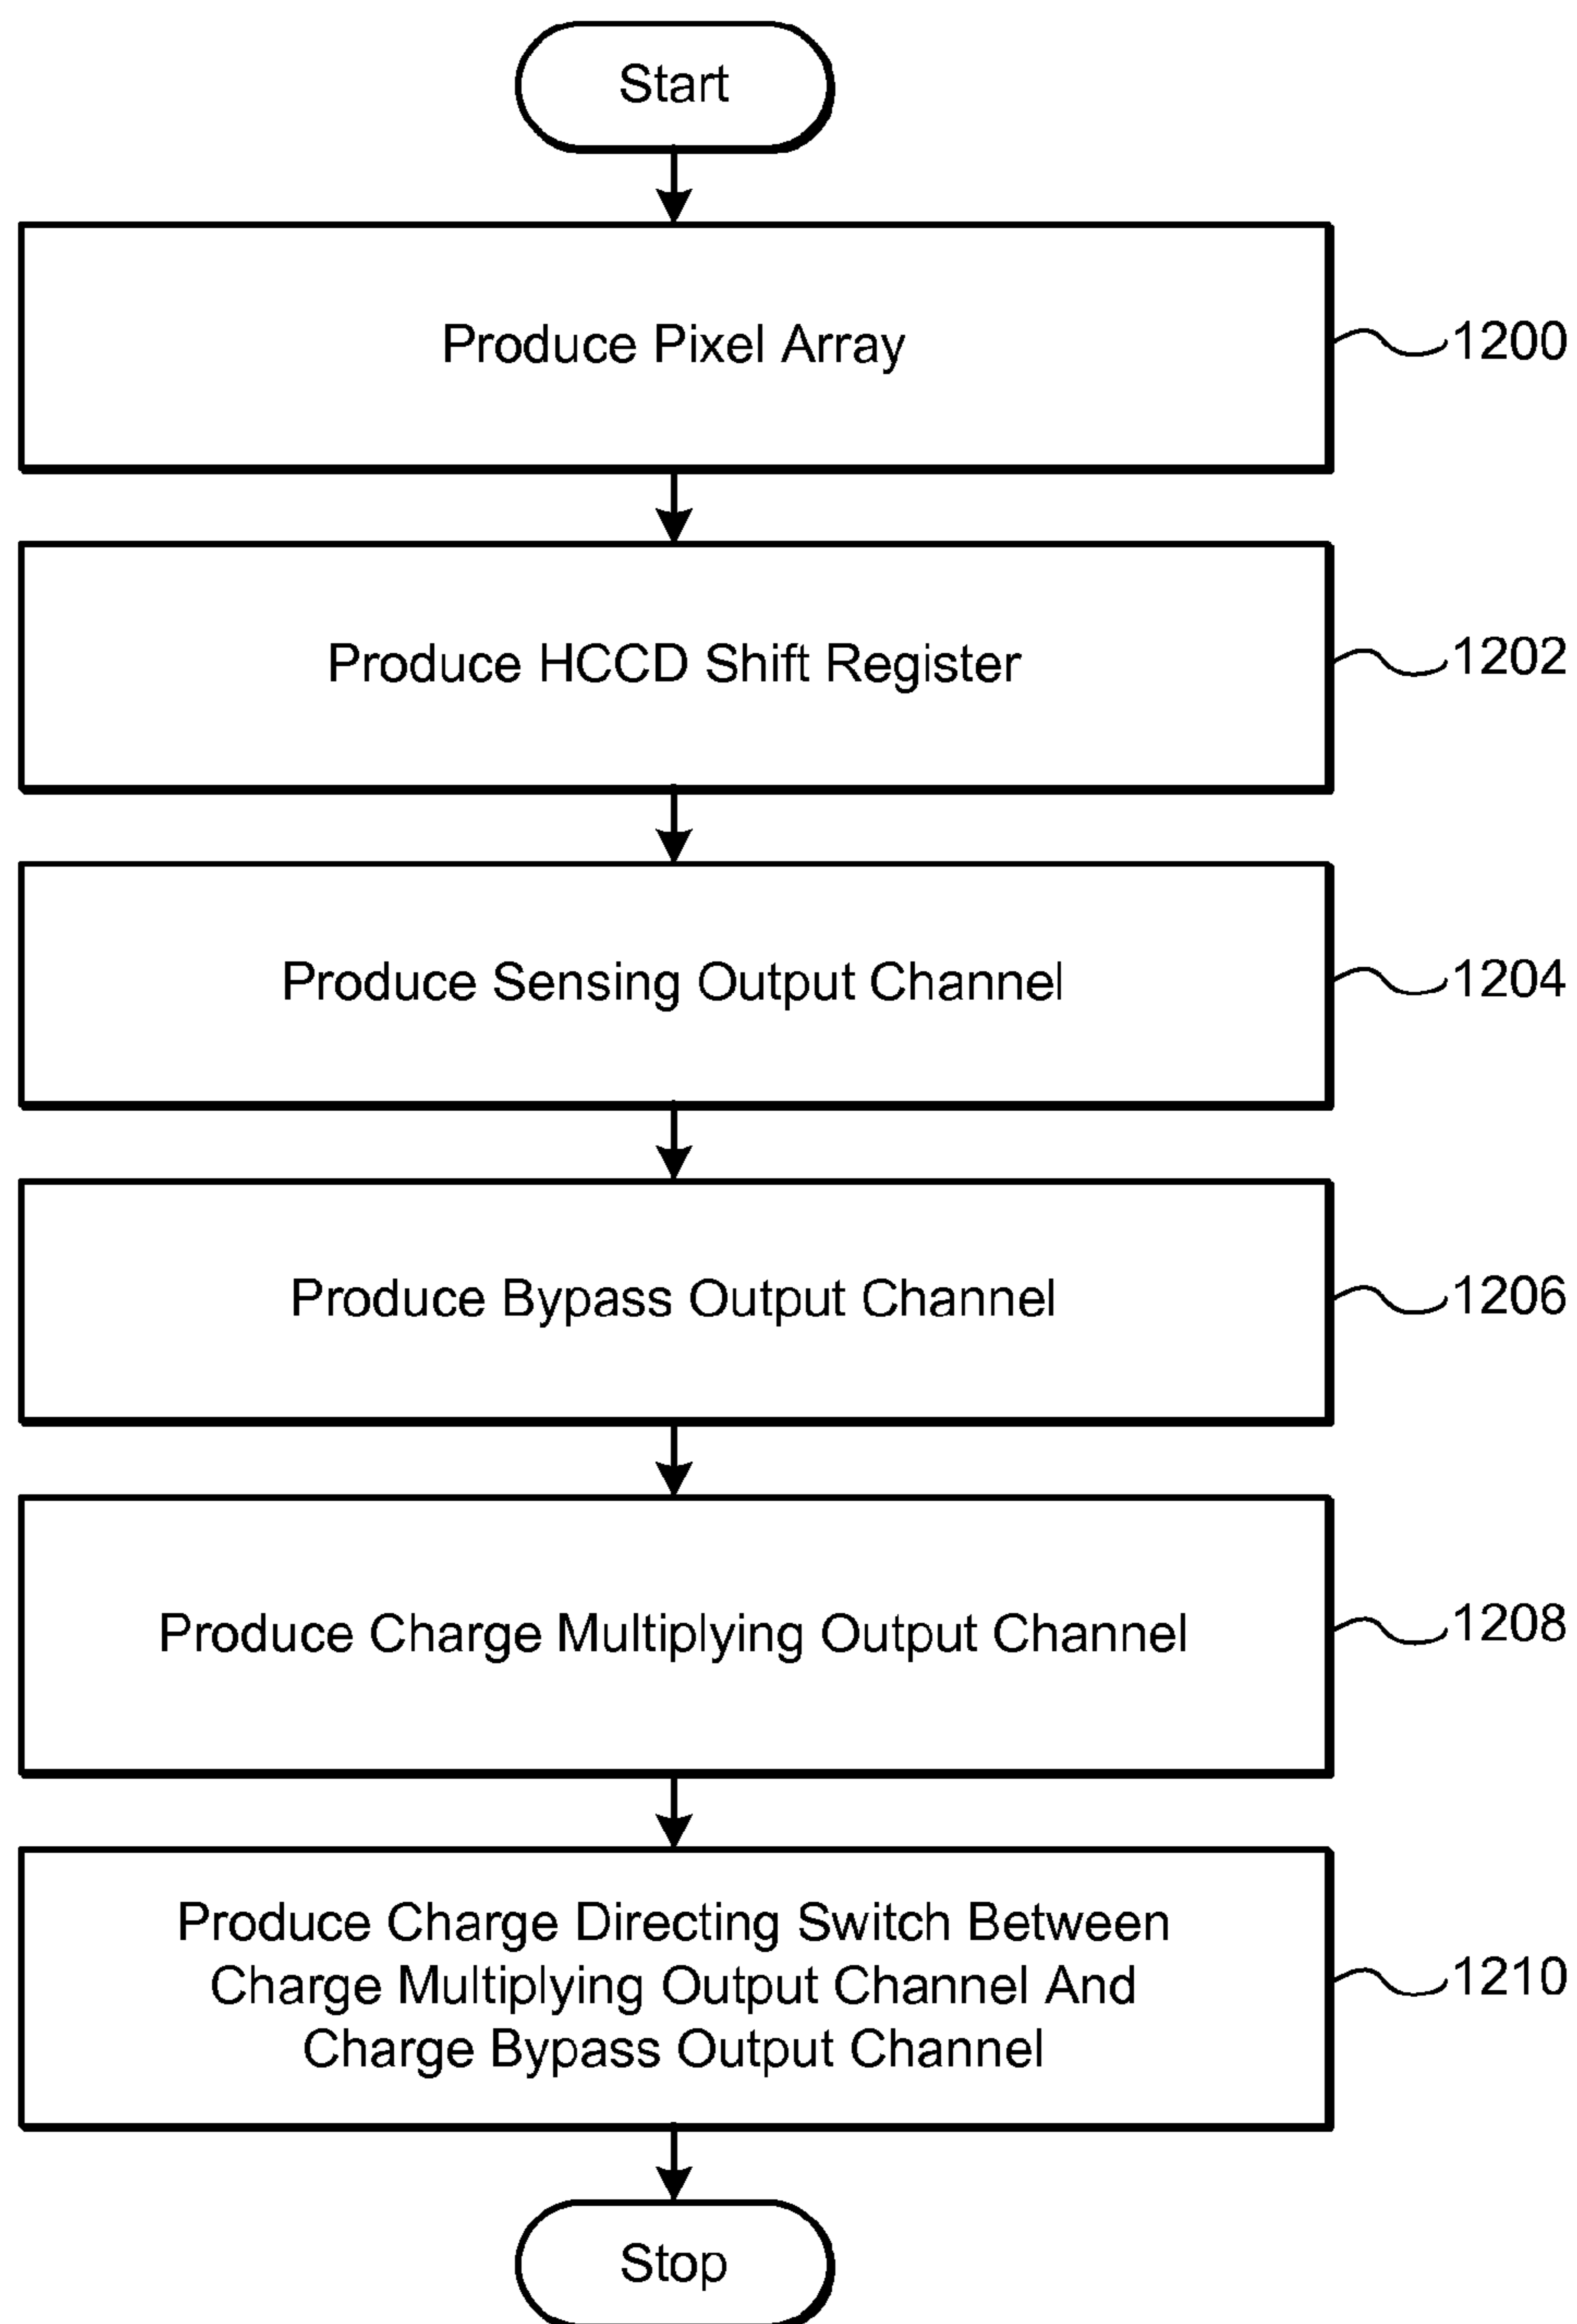 Start
Produce Pixel Array
1200
Produce HCCD Shift Register
1202
Produce Sensing Output Channel
1204
Produce Bypass Output Channel
1206
Produce Charge Multiplying Output Channel
1208
Produce Charge Directing Switch Between
Charge Multiplying Output Channel And
Charge Bypass Output Channel
1210
Stop